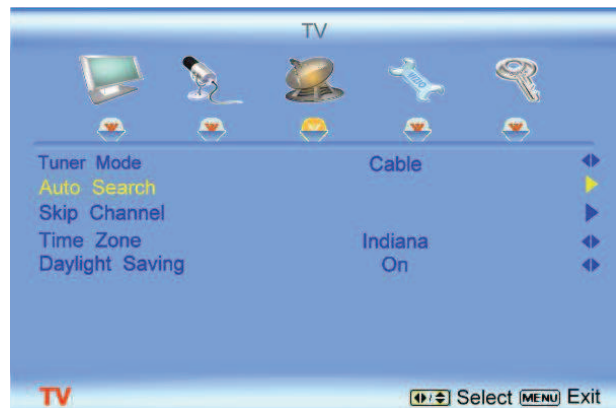 TV
Tuner Mode Cable
Auto Search
Skip Channel
Time Zone Indiana
Daylight Saving On
TV Select MENU Exit